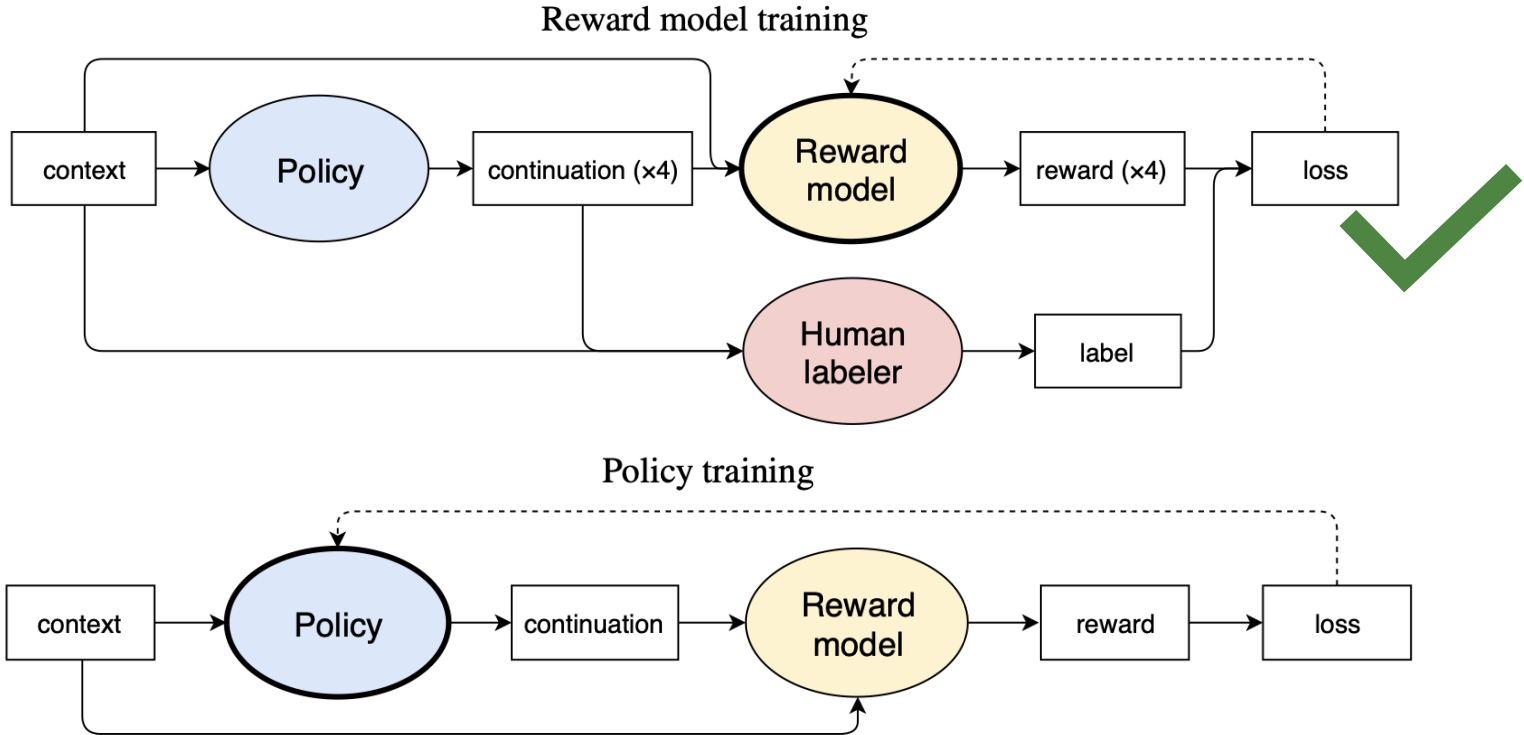 Reward model training
context
Policy
continuation (×4)
Reward
model
reward (×4)
loss
Human
labeler
label
Policy training
context
Policy
continuation
Reward
model
reward
loss